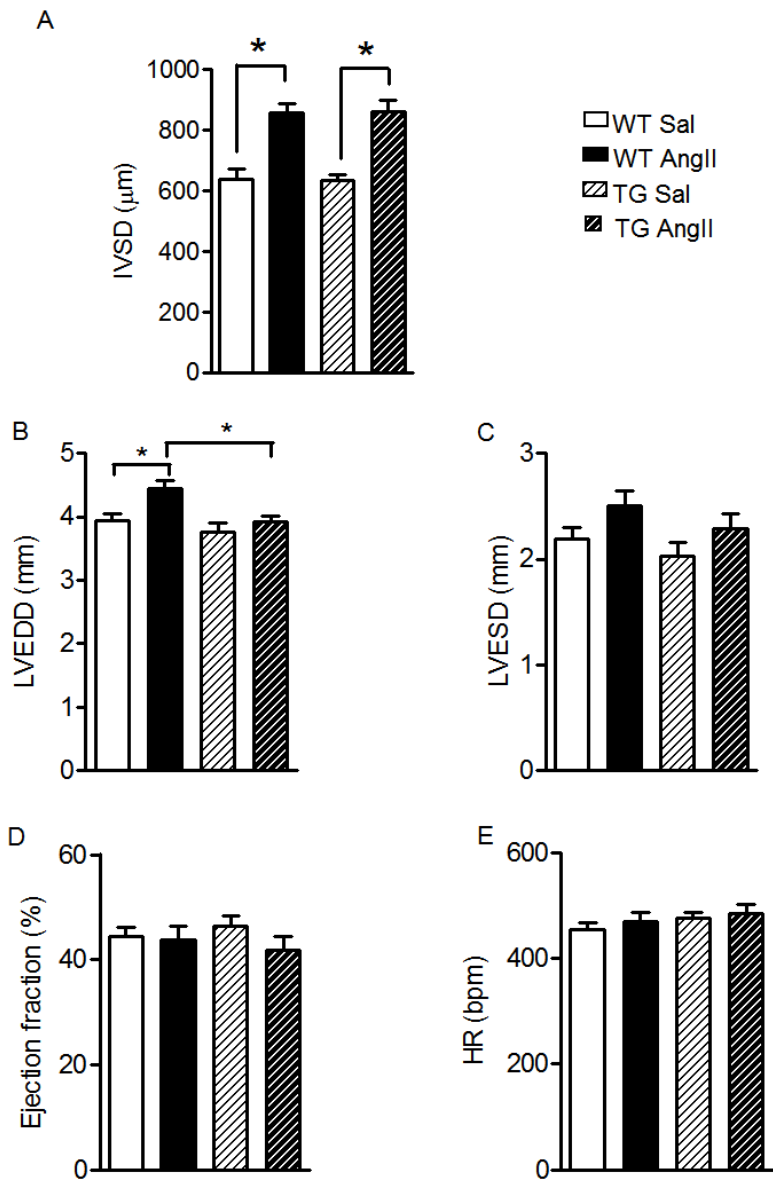 A
* *
1000
800
600
400
200
0
IVSD (μm)
WT Sal
WT AngII
TG Sal
TG AngII
B
* *
5
4
3
2
1
0
LVEDD (mm)
C
3
2
1
0
LVESD (mm)
D
60
40
20
0
Ejection fraction (%)
E
600
400
200
0
HR (bpm)